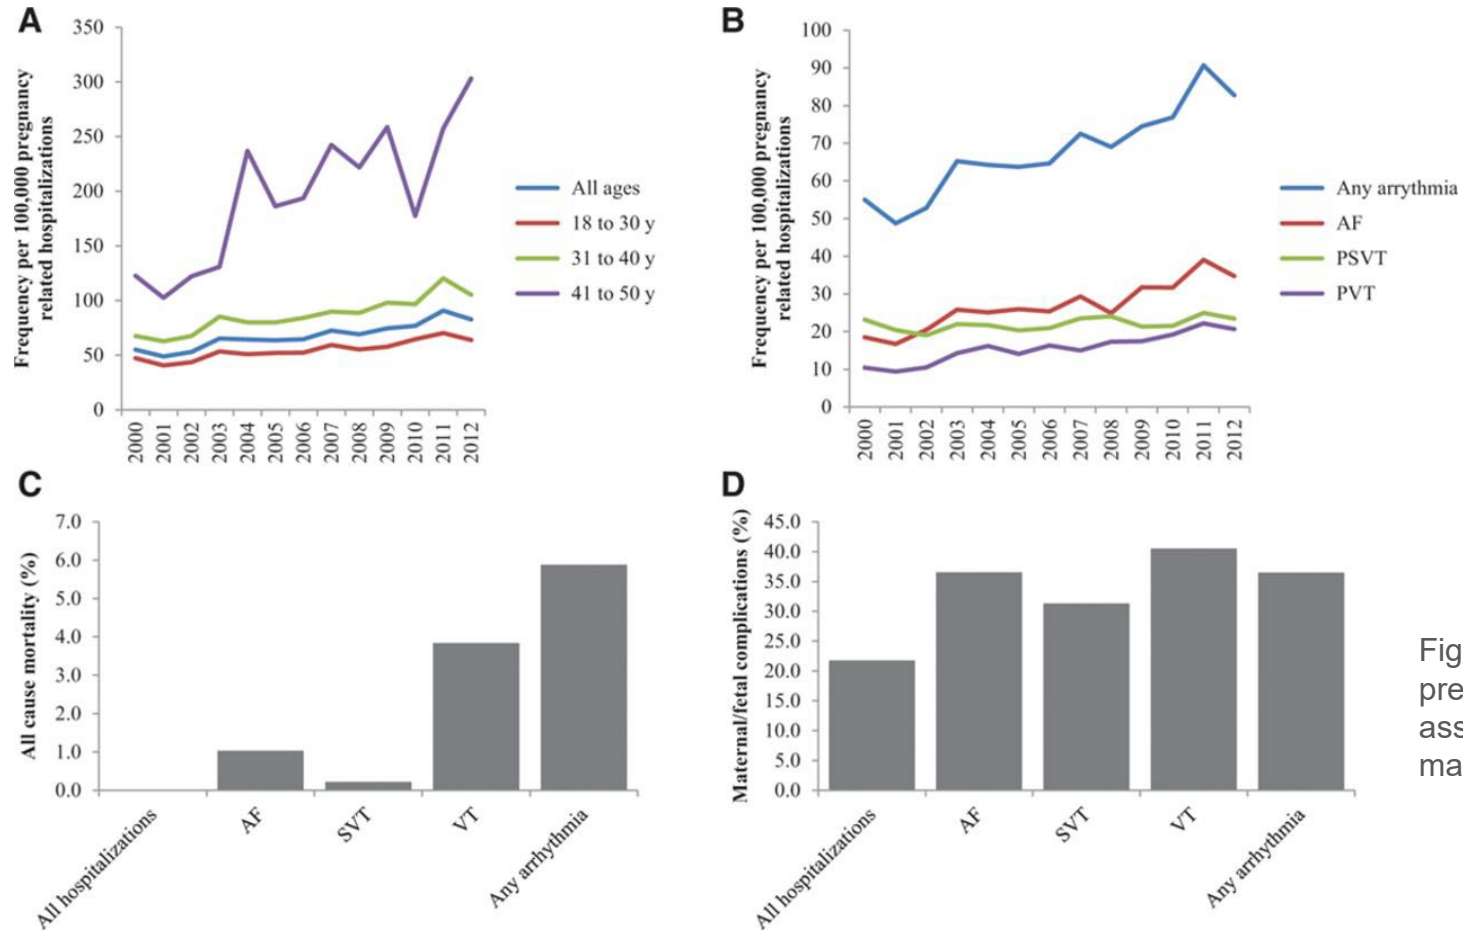 A
Frequency per 100,000 pregnancy
related hospitalizations
350
300
250
200
150
100
50
0
2000
2001
2002
2003
2004
2005
2006
2007
2008
2009
2010
2011
2012
All ages
18 to 30 y
31 to 40 y
41 to 50 y
B
Frequency per 100,000 pregnancy
related hospitalizations
100
90
80
70
60
50
40
30
20
10
0
2000
2001
2002
2003
2004
2005
2006
2007
2008
2009
2010
2011
2012
Any arrythmia
AF
PSVT
PVT
C
All cause mortality (%)
7.0
6.0
5.0
4.0
3.0
2.0
1.0
0.0
All hospitalizations
AF
SVT
VT
Any arrhythmia
D
Maternal/fetal complications (%)
45.0
40.0
35.0
30.0
25.0
20.0
15.0
10.0
5.0
0.0
All hospitalizations
AF
SVT
VT
Any arrhythmia
Fig
pre
ass
ma